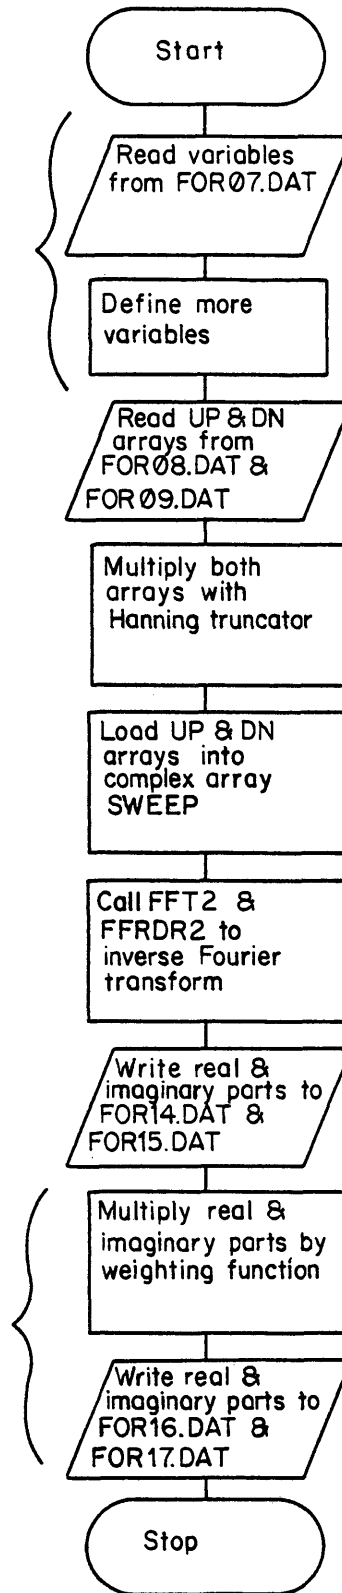 Start
Read variables
from FORØ7.DAT
Define more
variables
Read UP & DN
arrays from
FORØ8.DAT &
FORØ9.DAT
Multiply both
arrays with
Hanning truncator
Load UP & DN
arrays into
complex array
SWEEP
Call FFT2 &
FFRDR2 to
inverse Fourier
transform
Write real &
imaginary parts to
FOR14.DAT &
FOR15.DAT
Multiply real &
imaginary parts by
weighting function
Write real &
imaginary parts to
FOR16.DAT &
FOR17.DAT
Stop